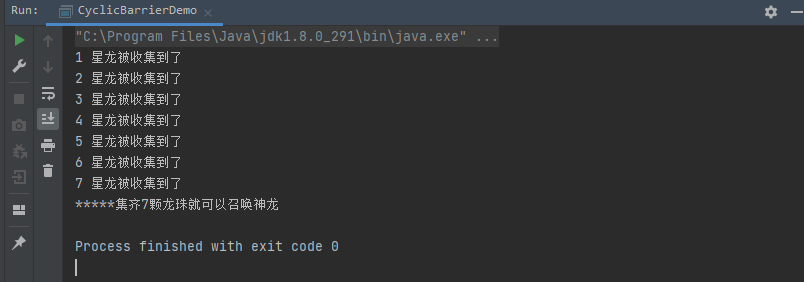 Run: CyclicBarrierDemo
"C:\Program Files\Java\jdk1.8.0_291\bin\java.exe" ...
1 星龙被收集到了
2 星龙被收集到了
3 星龙被收集到了
4 星龙被收集到了
5 星龙被收集到了
6 星龙被收集到了
7 星龙被收集到了
*****集齐7颗龙珠就可以召唤神龙
Process finished with exit code 0